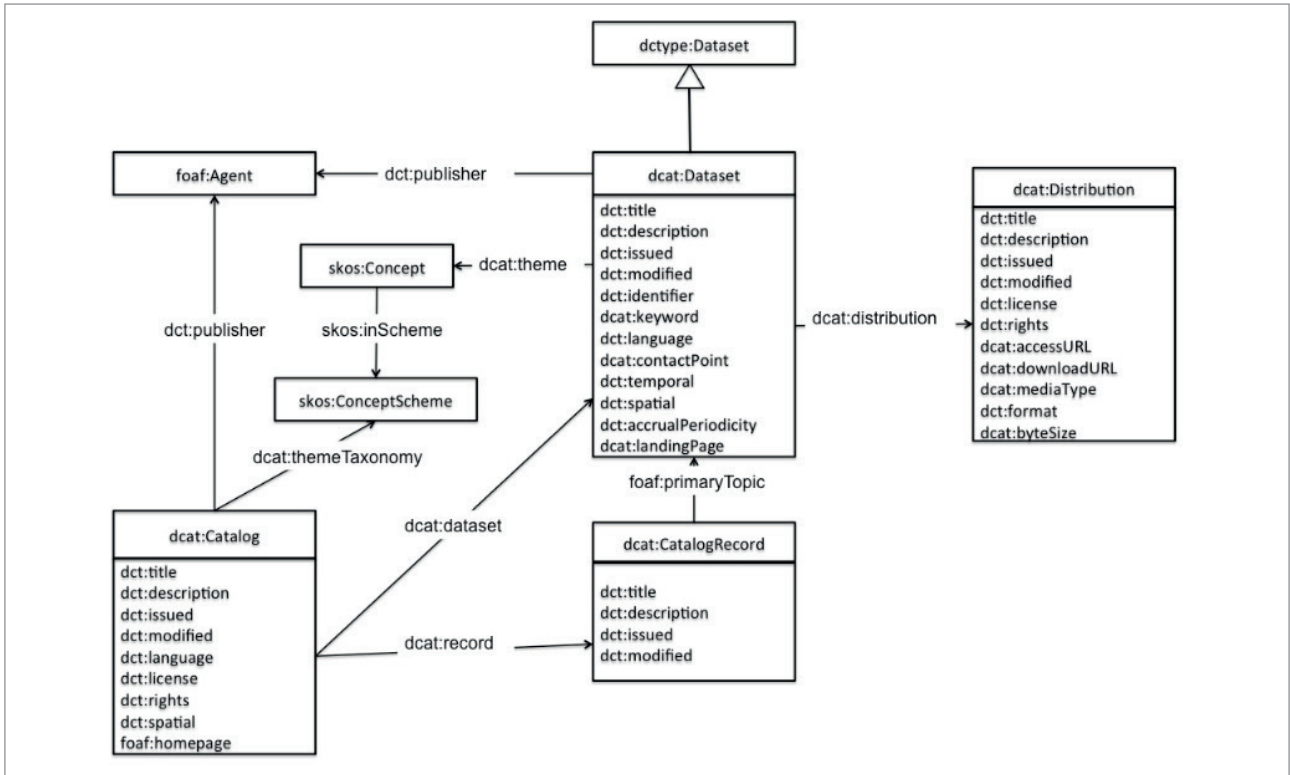 dctype:Dataset
foaf:Agent
dct:publisher
dcat:Dataset
dct:title
dct:description
dct:issued
dct:modified
dct:identifier
dcat:keyword
dct:language
dcat:contactPoint
dct:temporal
dct:spatial
dct:accrualPeriodicity
dcat:landingPage
dcat:Distribution
dct:title
dct:description
dct:issued
dct:modified
dct:license
dct:rights
dcat:accessURL
dcat:downloadURL
dcat:mediaType
dct:format
dcat:byteSize
skos:Concept
dcat:theme
dcat:distribution
dct:publisher
skos:inScheme
skos:ConceptScheme
dcat:themeTaxonomy
foaf:primaryTopic
dcat:Catalog
dct:title
dct:description
dct:issued
dct:modified
dct:language
dct:license
dct:rights
dct:spatial
foaf:homepage
dcat:dataset
dcat:record
dcat:CatalogRecord
dct:title
dct:description
dct:issued
dct:modified